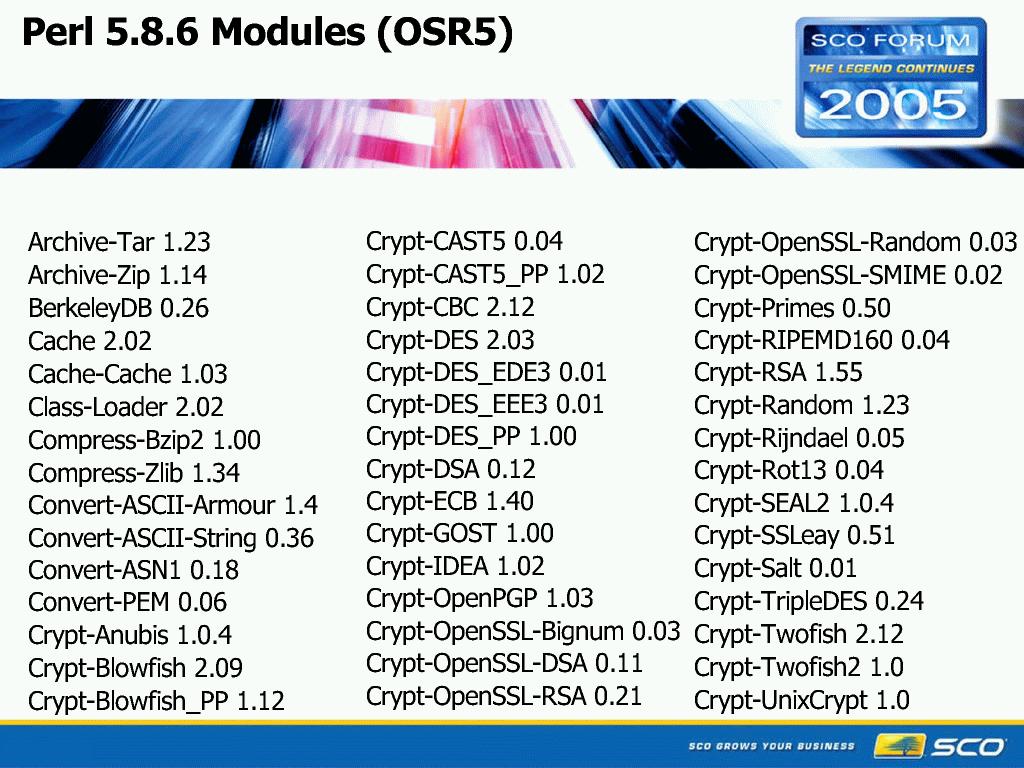 Perl 5.8.6 Modules (OSR5)
SCO FORUM
THE LEGEND CONTINUES
2005
Archive-Tar 1.23
Archive-Zip 1.14
BerkeleyDB 0.26
Cache 2.02
Cache-Cache 1.03
Class-Loader 2.02
Compress-Bzip2 1.00
Compress-Zlib 1.34
Convert-ASCII-Armour 1.4
Convert-ASCII-String 0.36
Convert-ASN1 0.18
Convert-PEM 0.06
Crypt-Anubis 1.0.4
Crypt-Blowfish 2.09
Crypt-Blowfish_PP 1.12
Crypt-CAST5 0.04
Crypt-CAST5_PP 1.02
Crypt-CBC 2.12
Crypt-DES 2.03
Crypt-DES_EDE3 0.01
Crypt-DES_EEE3 0.01
Crypt-DES_PP 1.00
Crypt-DSA 0.12
Crypt-ECB 1.40
Crypt-GOST 1.00
Crypt-IDEA 1.02
Crypt-OpenPGP 1.03
Crypt-OpenSSL-Bignum 0.03
Crypt-OpenSSL-DSA 0.11
Crypt-OpenSSL-RSA 0.21
Crypt-OpenSSL-Random 0.03
Crypt-OpenSSL-SMIME 0.02
Crypt-Primes 0.50
Crypt-RIPEMD160 0.04
Crypt-RSA 1.55
Crypt-Random 1.23
Crypt-Rijndael 0.05
Crypt-Rot13 0.04
Crypt-SEAL2 1.0.4
Crypt-SSLeay 0.51
Crypt-Salt 0.01
Crypt-TripleDES 0.24
Crypt-Twofish 2.12
Crypt-Twofish2 1.0
Crypt-UnixCrypt 1.0
SCO GROWS YOUR BUSINESS
SCO